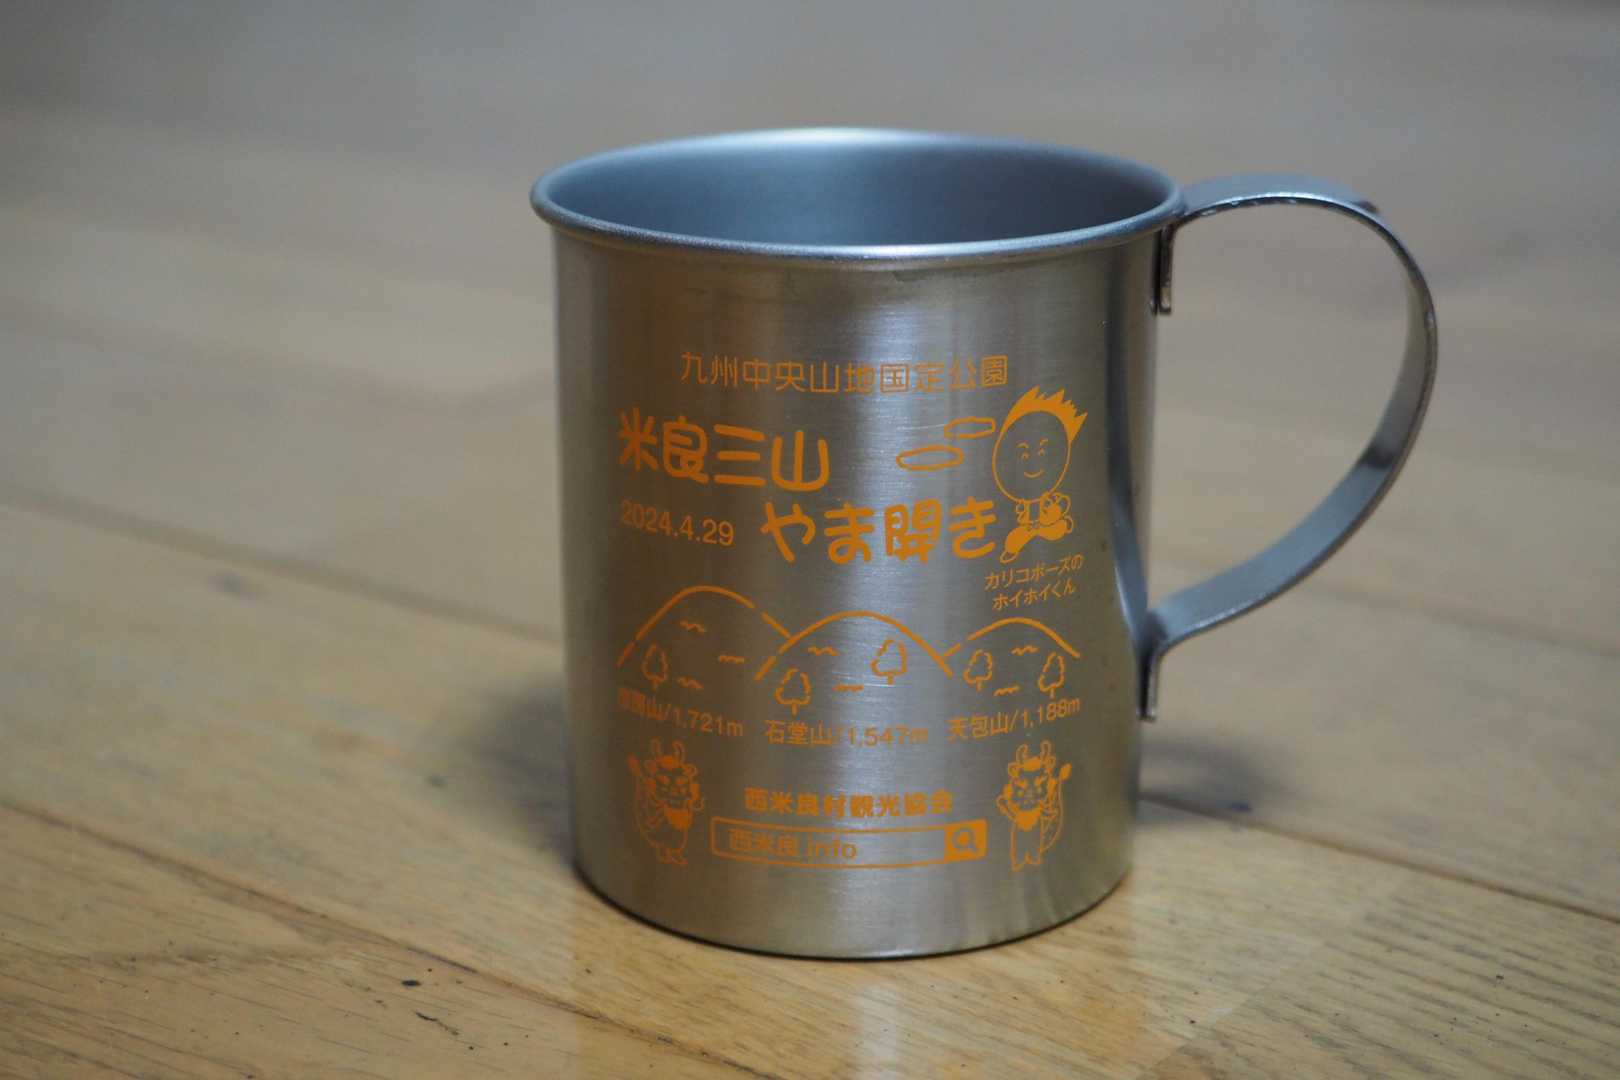 九州中央山地国定公園
米良三山
2024.4.29 やま開き
カリコボーズの
ホイホイくん
市房山/1,721m 石堂山/1,547m 天包山/1,188m
西米良村観光協会
西米良 info